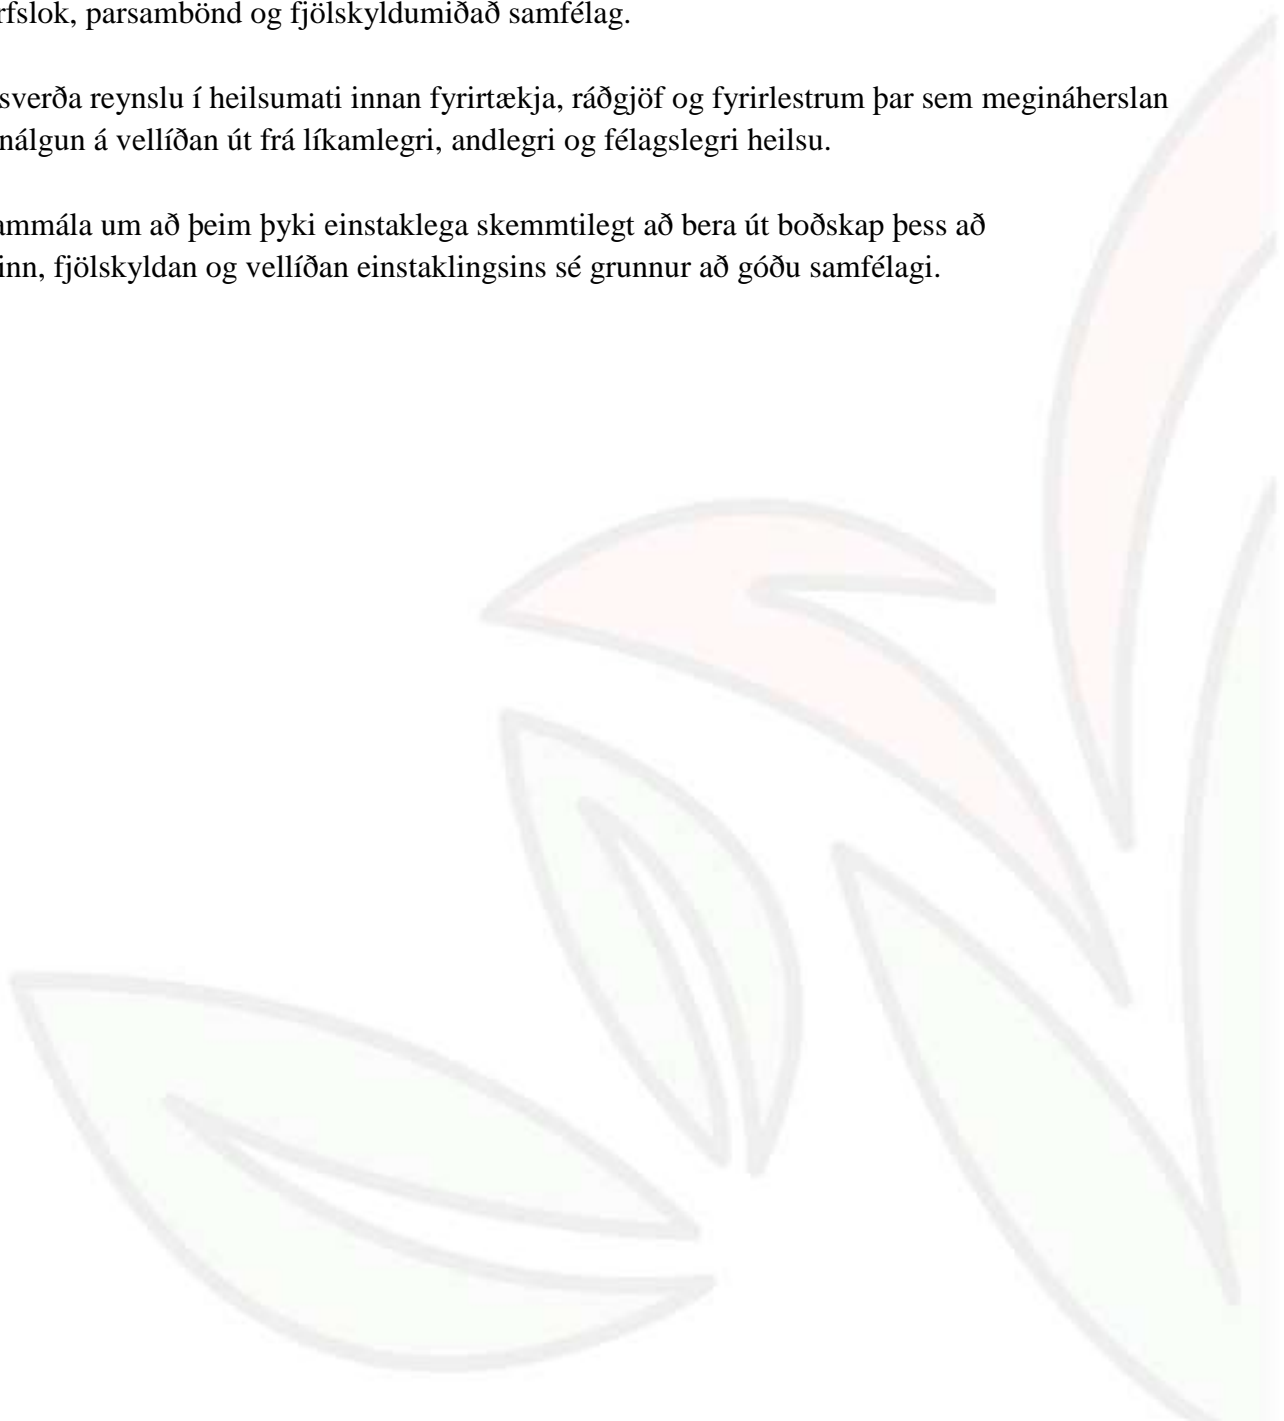 rfslok, parsambönd og fjölskyldumiðað samfélag.
sverða reynslu í heilsumati innan fyrirtækja, ráðgjöf og fyrirlestrum þar sem megináherslan
nálgun á vellíðan út frá líkamlegri, andlegri og félagslegri heilsu.
ammála um að þeim þyki einstaklega skemmtilegt að bera út boðskap þess að
inn, fjölskyldan og vellíðan einstaklingsins sé grunnur að góðu samfélagi.